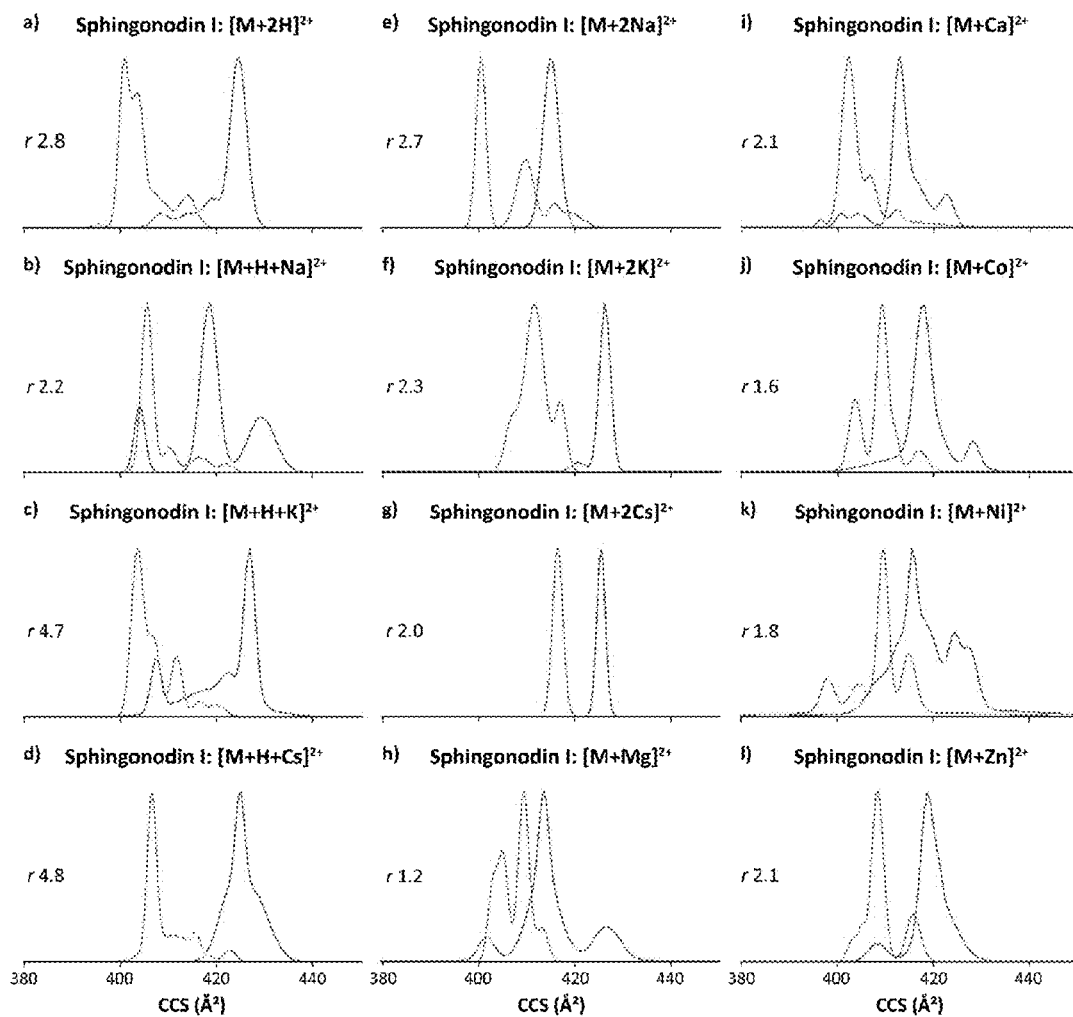 a) Sphingonodin I: [M+2H]²⁺
r 2.8
e) Sphingonodin I: [M+2Na]²⁺
r 2.7
i) Sphingonodin I: [M+Ca]²⁺
r 2.1
b) Sphingonodin I: [M+H+Na]²⁺
r 2.2
f) Sphingonodin I: [M+2K]²⁺
r 2.3
j) Sphingonodin I: [M+Co]²⁺
r 1.6
c) Sphingonodin I: [M+H+K]²⁺
r 4.7
g) Sphingonodin I: [M+2Cs]²⁺
r 2.0
k) Sphingonodin I: [M+Ni]²⁺
r 1.8
d) Sphingonodin I: [M+H+Cs]²⁺
r 4.8
h) Sphingonodin I: [M+Mg]²⁺
r 1.2
l) Sphingonodin I: [M+Zn]²⁺
r 2.1
380 400 420 440
CCS (Å²)
380 400 420 440
CCS (Å²)
380 400 420 440
CCS (Å²)